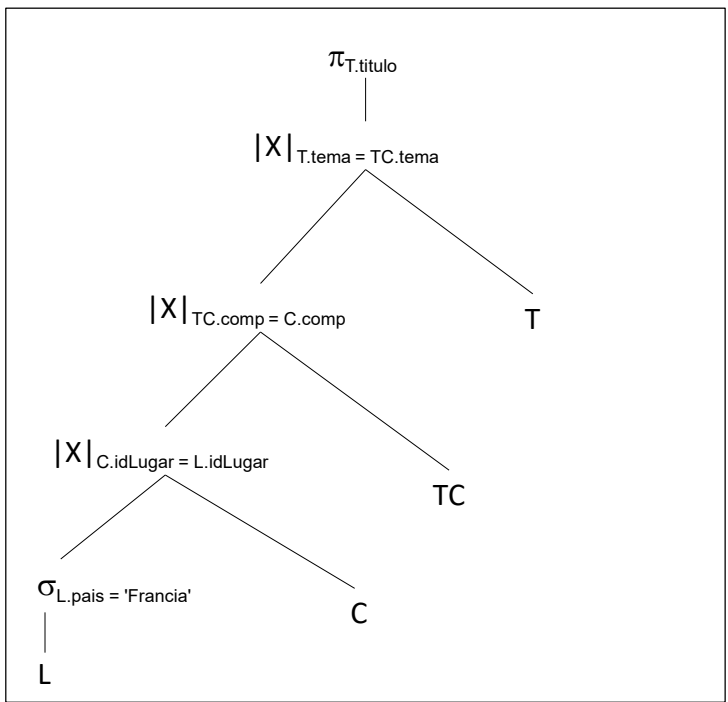 πT.titulo
|X|T.tema = TC.tema
|X|TC.comp = C.comp
T
|X|C.idLugar = L.idLugar
TC
σL.pais = 'Francia'
C
L